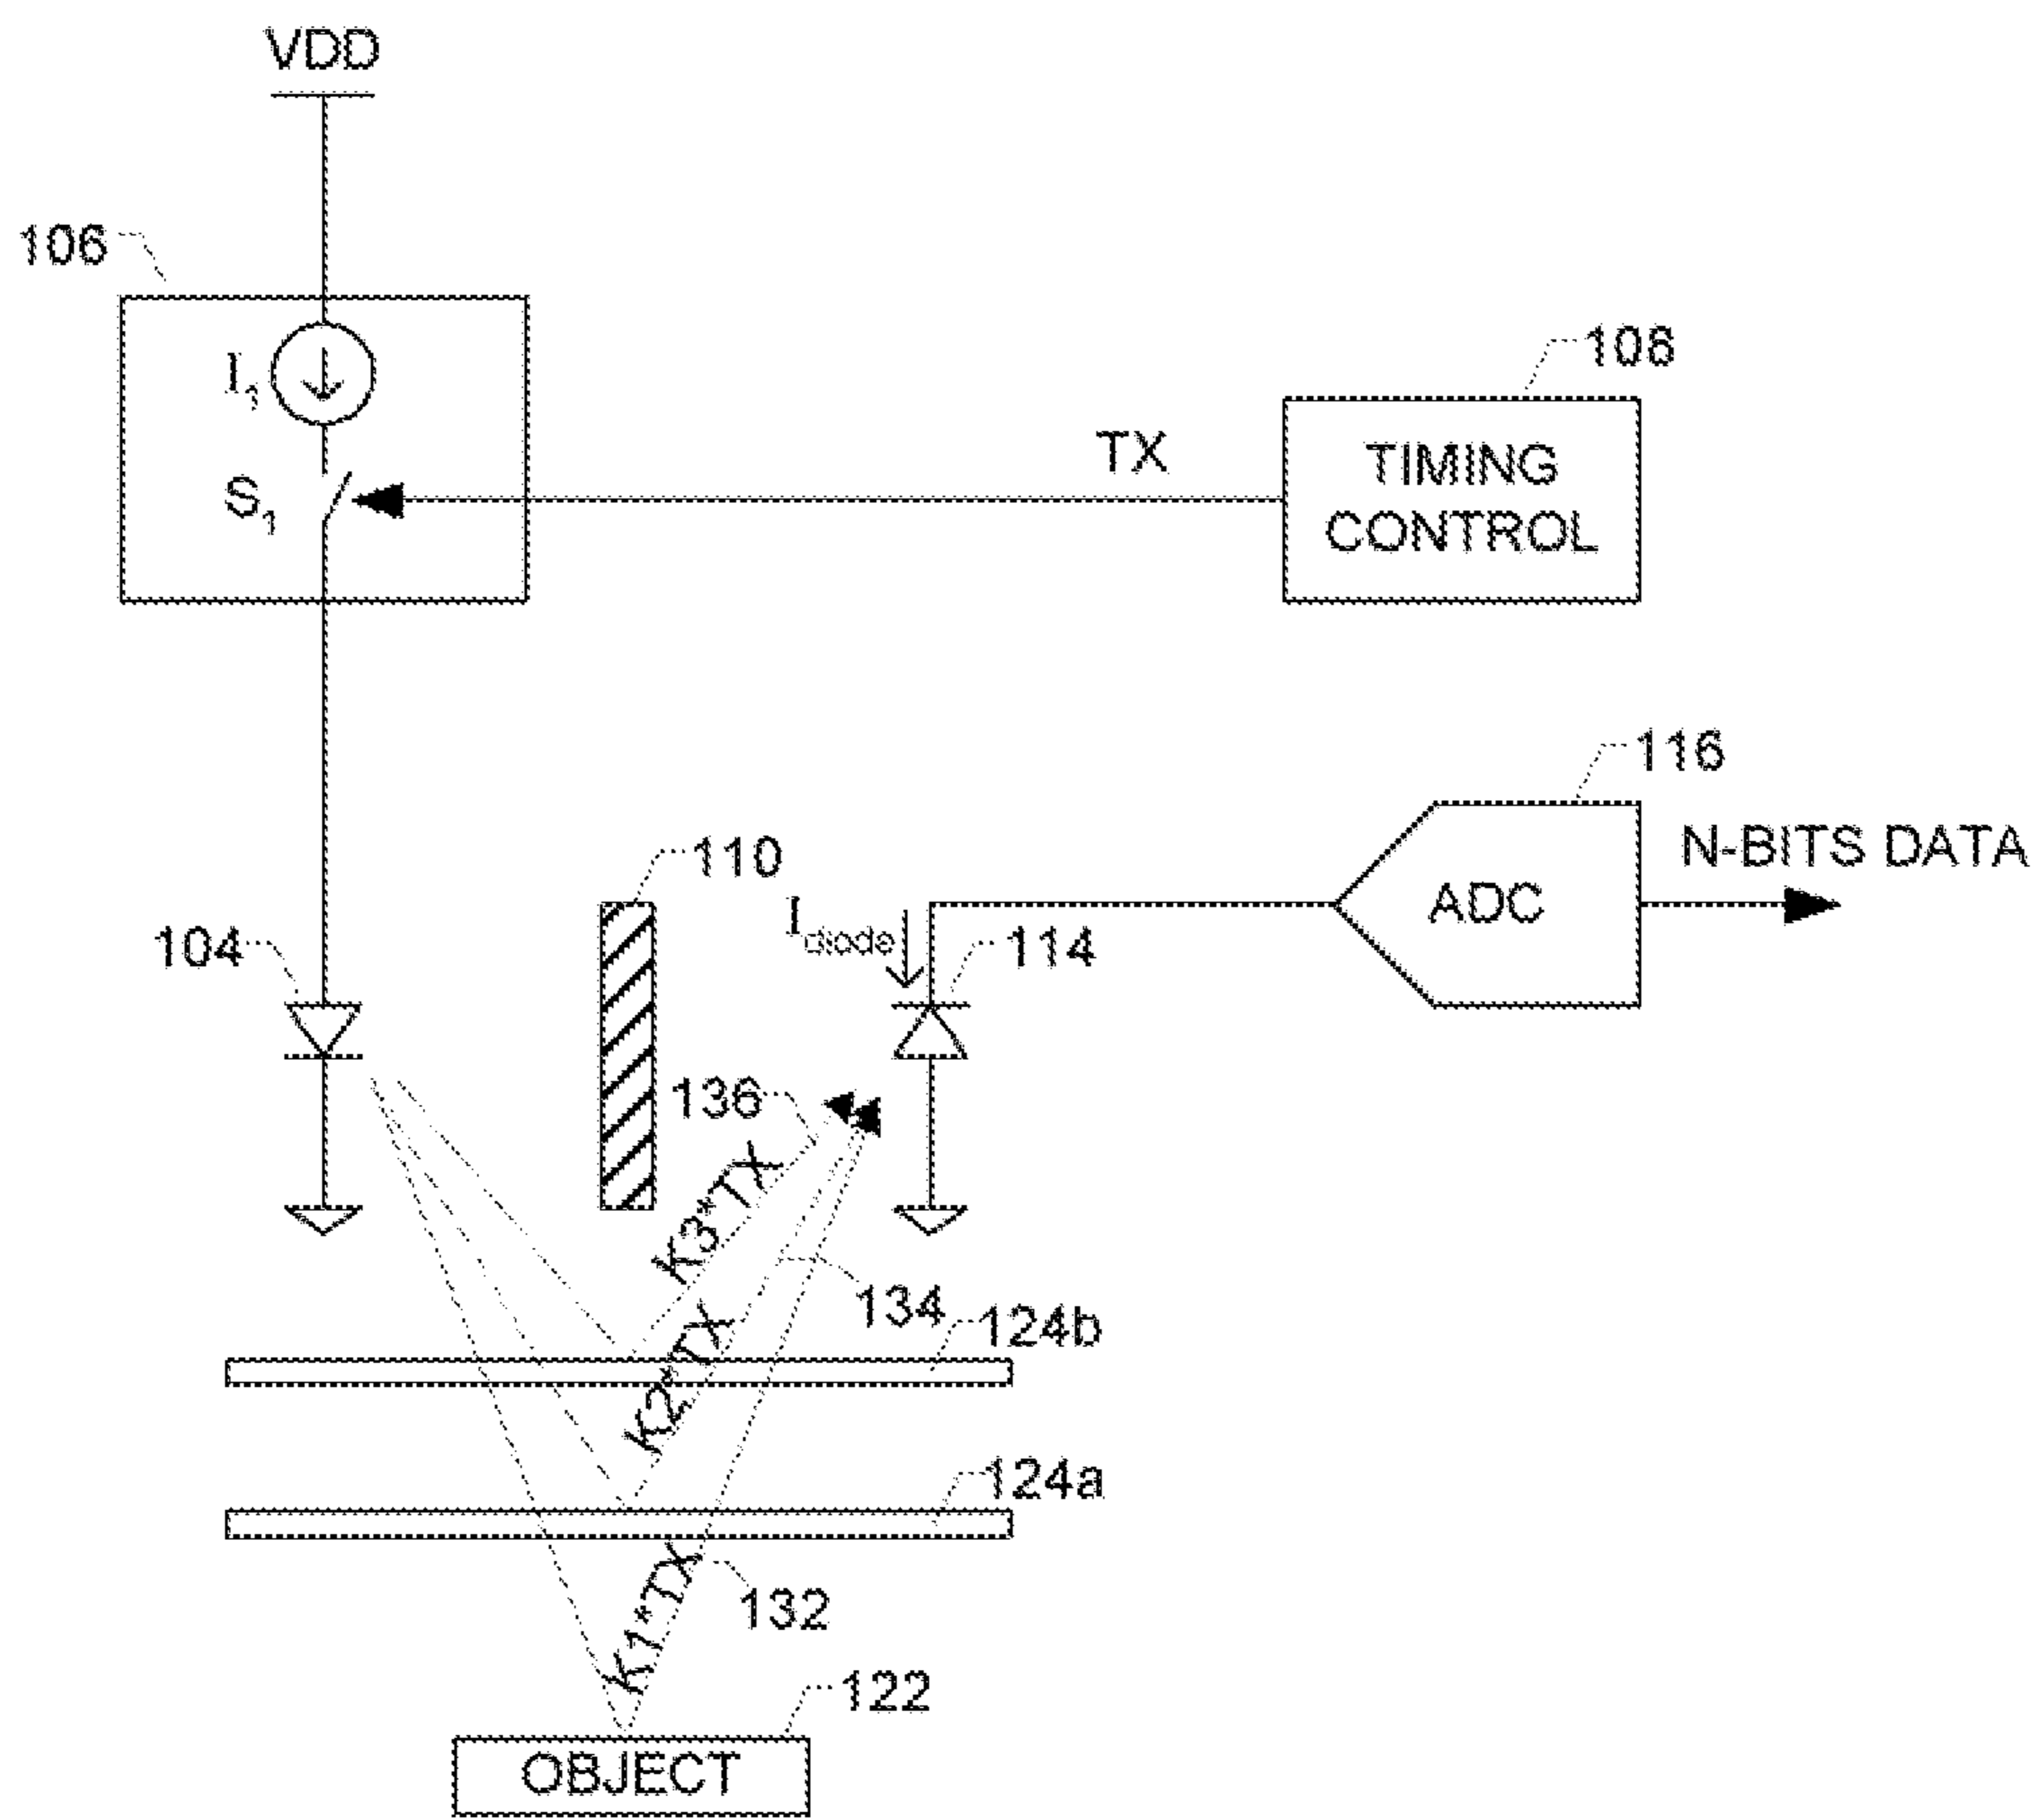 VDD
106
I1
S1
TX
108
TIMING
CONTROL
116
N-BITS DATA
ADC
110
Idiode
104
114
136
K3*TX
134
K2*TX
124b
124a
K1*TX
132
122
OBJECT